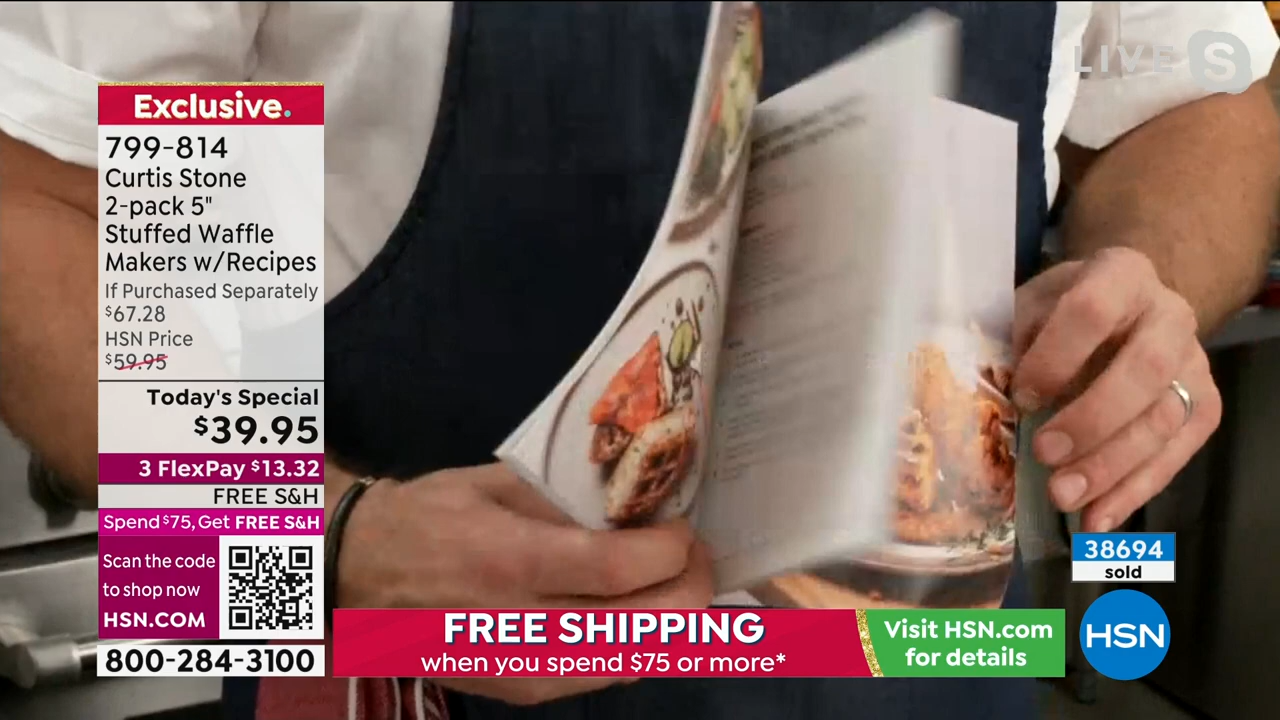 LIVE S
Exclusive.
799-814
Curtis Stone
2-pack 5"
Stuffed Waffle
Makers w/Recipes
If Purchased Separately
$67.28
HSN Price
$59.95
Today's Special
$39.95
3 FlexPay $13.32
FREE S&H
Spend $75, Get FREE S&H
Scan the code
to shop now
HSN.COM
800-284-3100
FREE SHIPPING
when you spend $75 or more*
Visit HSN.com
for details
38694
sold
HSN